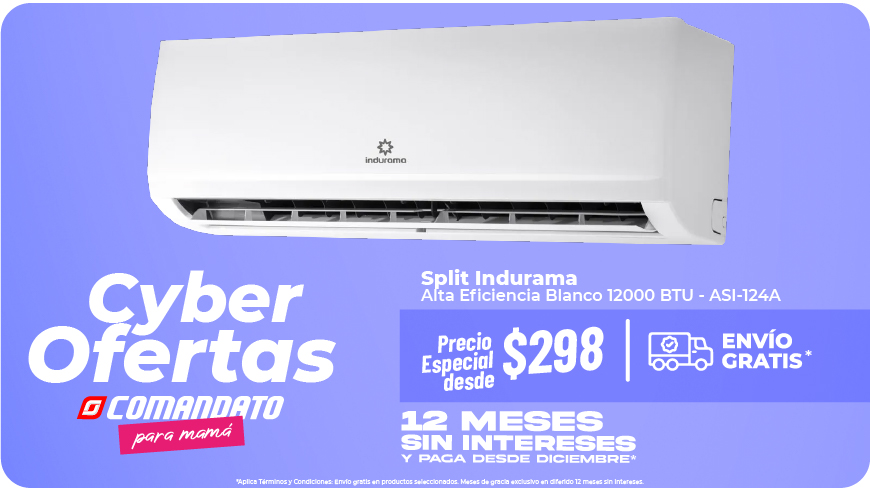 indurama
Split Indurama
Alta Eficiencia Blanco 12000 BTU - ASI-124A
Cyber
Ofertas
COMANDATO
para mamá
Precio
Especial
desde
$298
ENVÍO
GRATIS*
12 MESES
SIN INTERESES
Y PAGA DESDE DICIEMBRE*
*Aplica Términos y Condiciones: Envío gratis en productos seleccionados. Meses de gracia exclusivo en diferido 12 meses sin intereses.